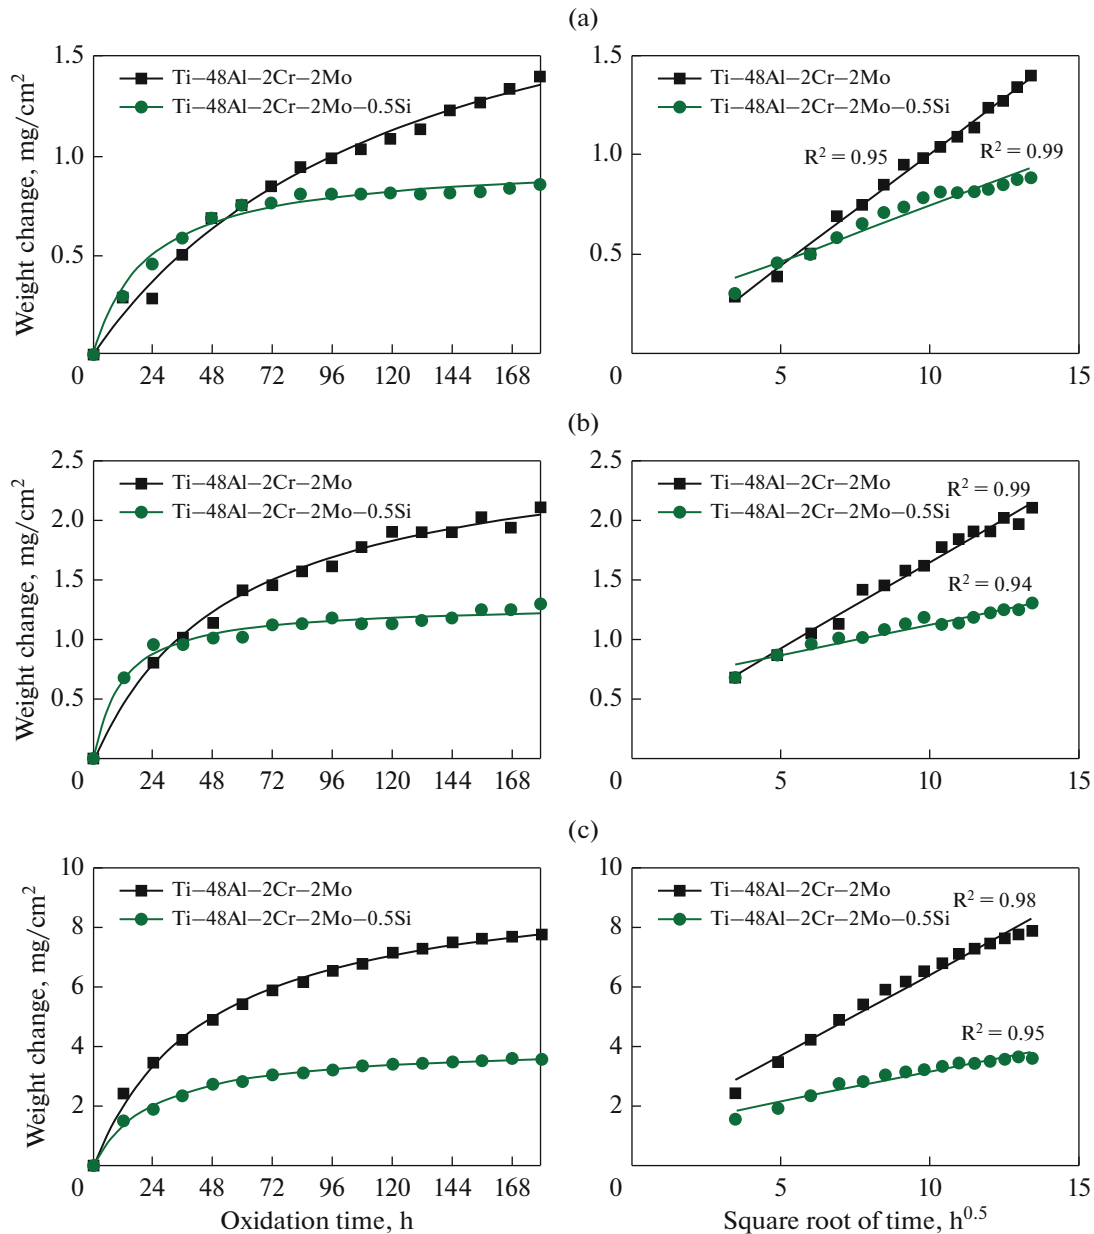 (a)
Weight change, mg/cm²
1.5
1.0
0.5
0
24 48 72 96 120 144 168
Ti–48Al–2Cr–2Mo
Ti–48Al–2Cr–2Mo–0.5Si
1.5
1.0
0.5
0
5 10 15
Ti–48Al–2Cr–2Mo
Ti–48Al–2Cr–2Mo–0.5Si
R² = 0.95
R² = 0.99
(b)
Weight change, mg/cm²
2.5
2.0
1.5
1.0
0.5
0
24 48 72 96 120 144 168
Ti–48Al–2Cr–2Mo
Ti–48Al–2Cr–2Mo–0.5Si
2.5
2.0
1.5
1.0
0.5
0
5 10 15
Ti–48Al–2Cr–2Mo
Ti–48Al–2Cr–2Mo–0.5Si
R² = 0.99
R² = 0.94
(c)
Weight change, mg/cm²
10
8
6
4
2
0
24 48 72 96 120 144 168
Oxidation time, h
Ti–48Al–2Cr–2Mo
Ti–48Al–2Cr–2Mo–0.5Si
10
8
6
4
2
0
5 10 15
Square root of time, h⁰·⁵
Ti–48Al–2Cr–2Mo
Ti–48Al–2Cr–2Mo–0.5Si
R² = 0.98
R² = 0.95